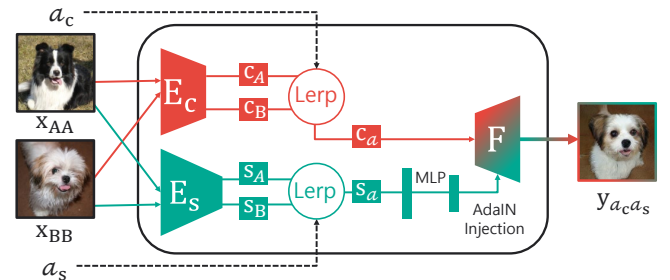 a_c
x_AA
E_c
c_A
c_B
Lerp
c_a
F
x_BB
E_s
s_A
s_B
Lerp
s_a
MLP
AdaIN
Injection
y_{a_c a_s}
a_s